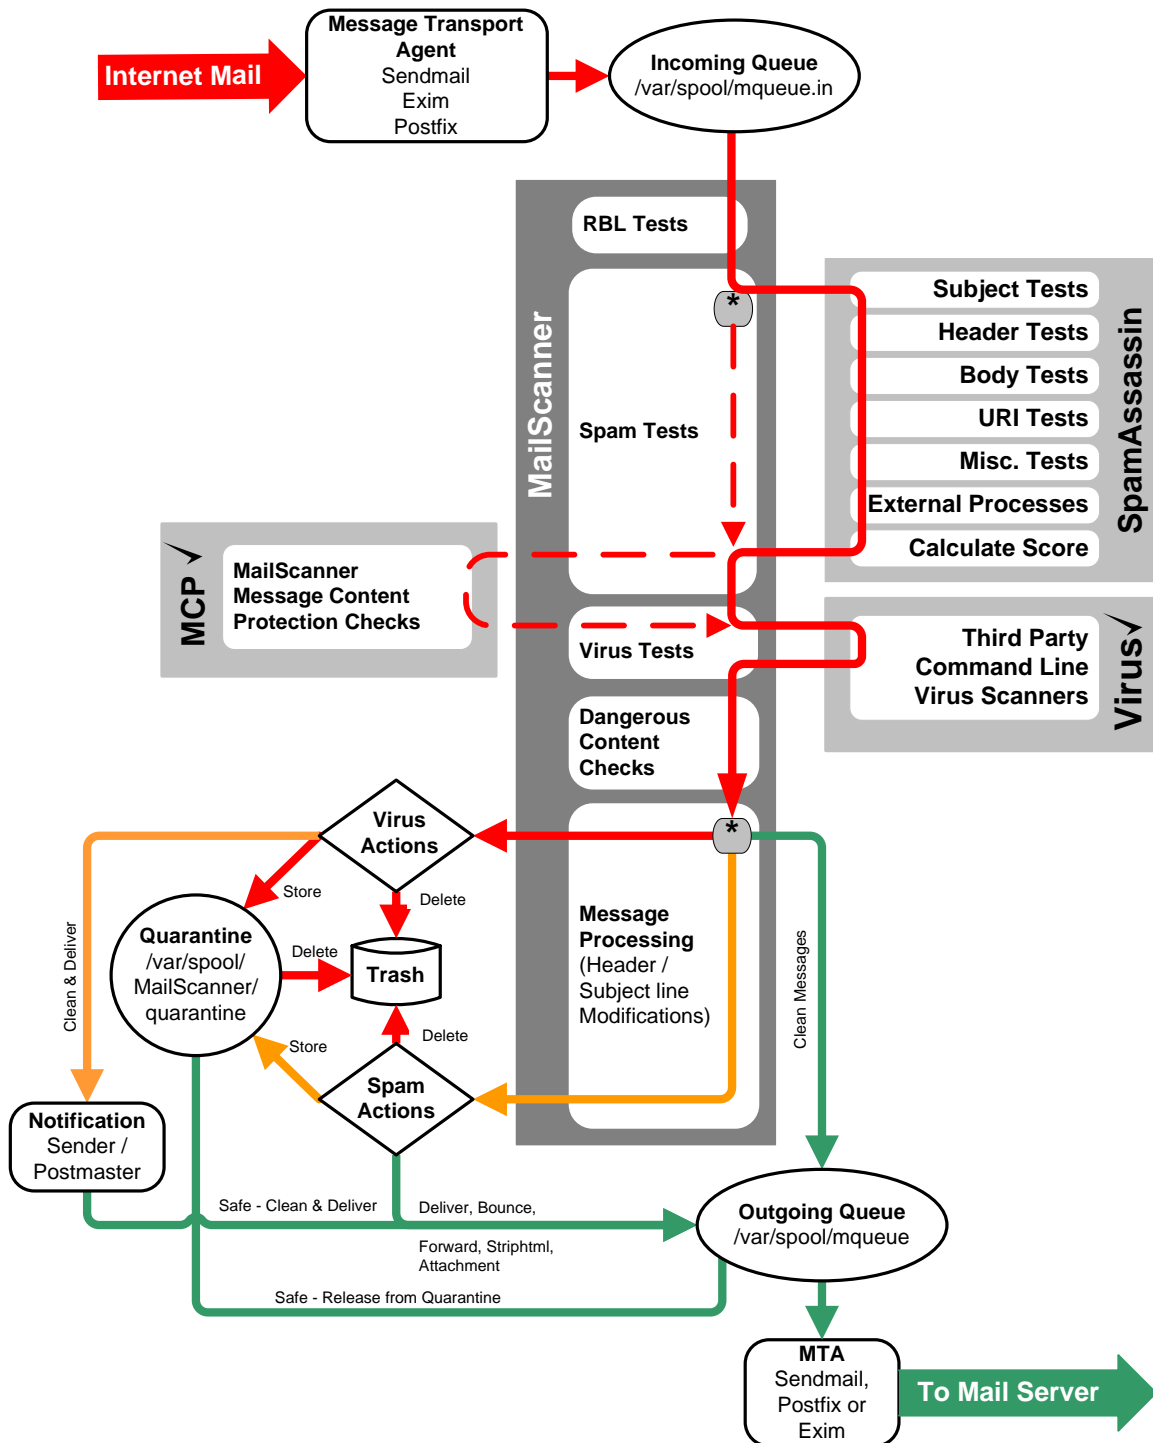 Internet Mail
Message Transport
Agent
Sendmail
Exim
Postfix
Incoming Queue
/var/spool/mqueue.in
MailScanner
RBL Tests
*
Spam Tests
Subject Tests
Header Tests
Body Tests
URI Tests
Misc. Tests
External Processes
Calculate Score
SpamAssassin
MCP
MailScanner
Message Content
Protection Checks
Virus Tests
Third Party
Command Line
Virus Scanners
Virus
Dangerous
Content
Checks
*
Message
Processing
(Header /
Subject line
Modifications)
Virus
Actions
Store
Delete
Clean & Deliver
Quarantine
/var/spool/
MailScanner/
quarantine
Delete
Trash
Store
Delete
Spam
Actions
Clean Messages
Notification
Sender /
Postmaster
Safe - Clean & Deliver
Deliver, Bounce,
Forward, Striphtml,
Attachment
Safe - Release from Quarantine
Outgoing Queue
/var/spool/mqueue
MTA
Sendmail,
Postfix or
Exim
To Mail Server